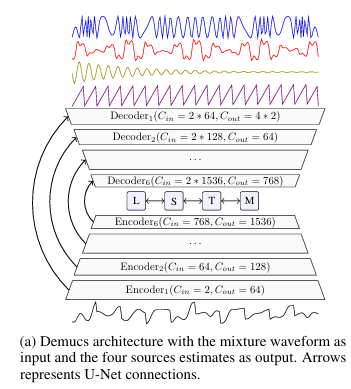 Decoder₁(C_in = 2 * 64, C_out = 4 * 2)
Decoder₂(C_in = 2 * 128, C_out = 64)
...
Decoder₆(C_in = 2 * 1536, C_out = 768)
L S T M
Encoder₆(C_in = 768, C_out = 1536)
...
Encoder₂(C_in = 64, C_out = 128)
Encoder₁(C_in = 2, C_out = 64)
(a) Demucs architecture with the mixture waveform as
input and the four sources estimates as output. Arrows
represents U-Net connections.